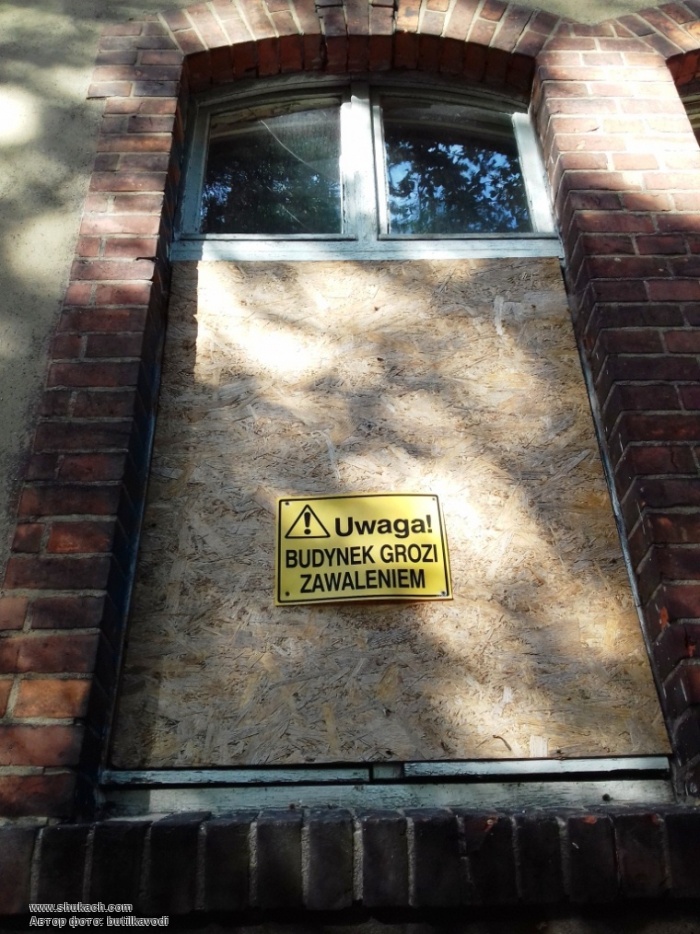 Uwaga!
BUDYNEK GROZI
ZAWALENIEM
www.shukach.com
Автор фото: butilkavodi